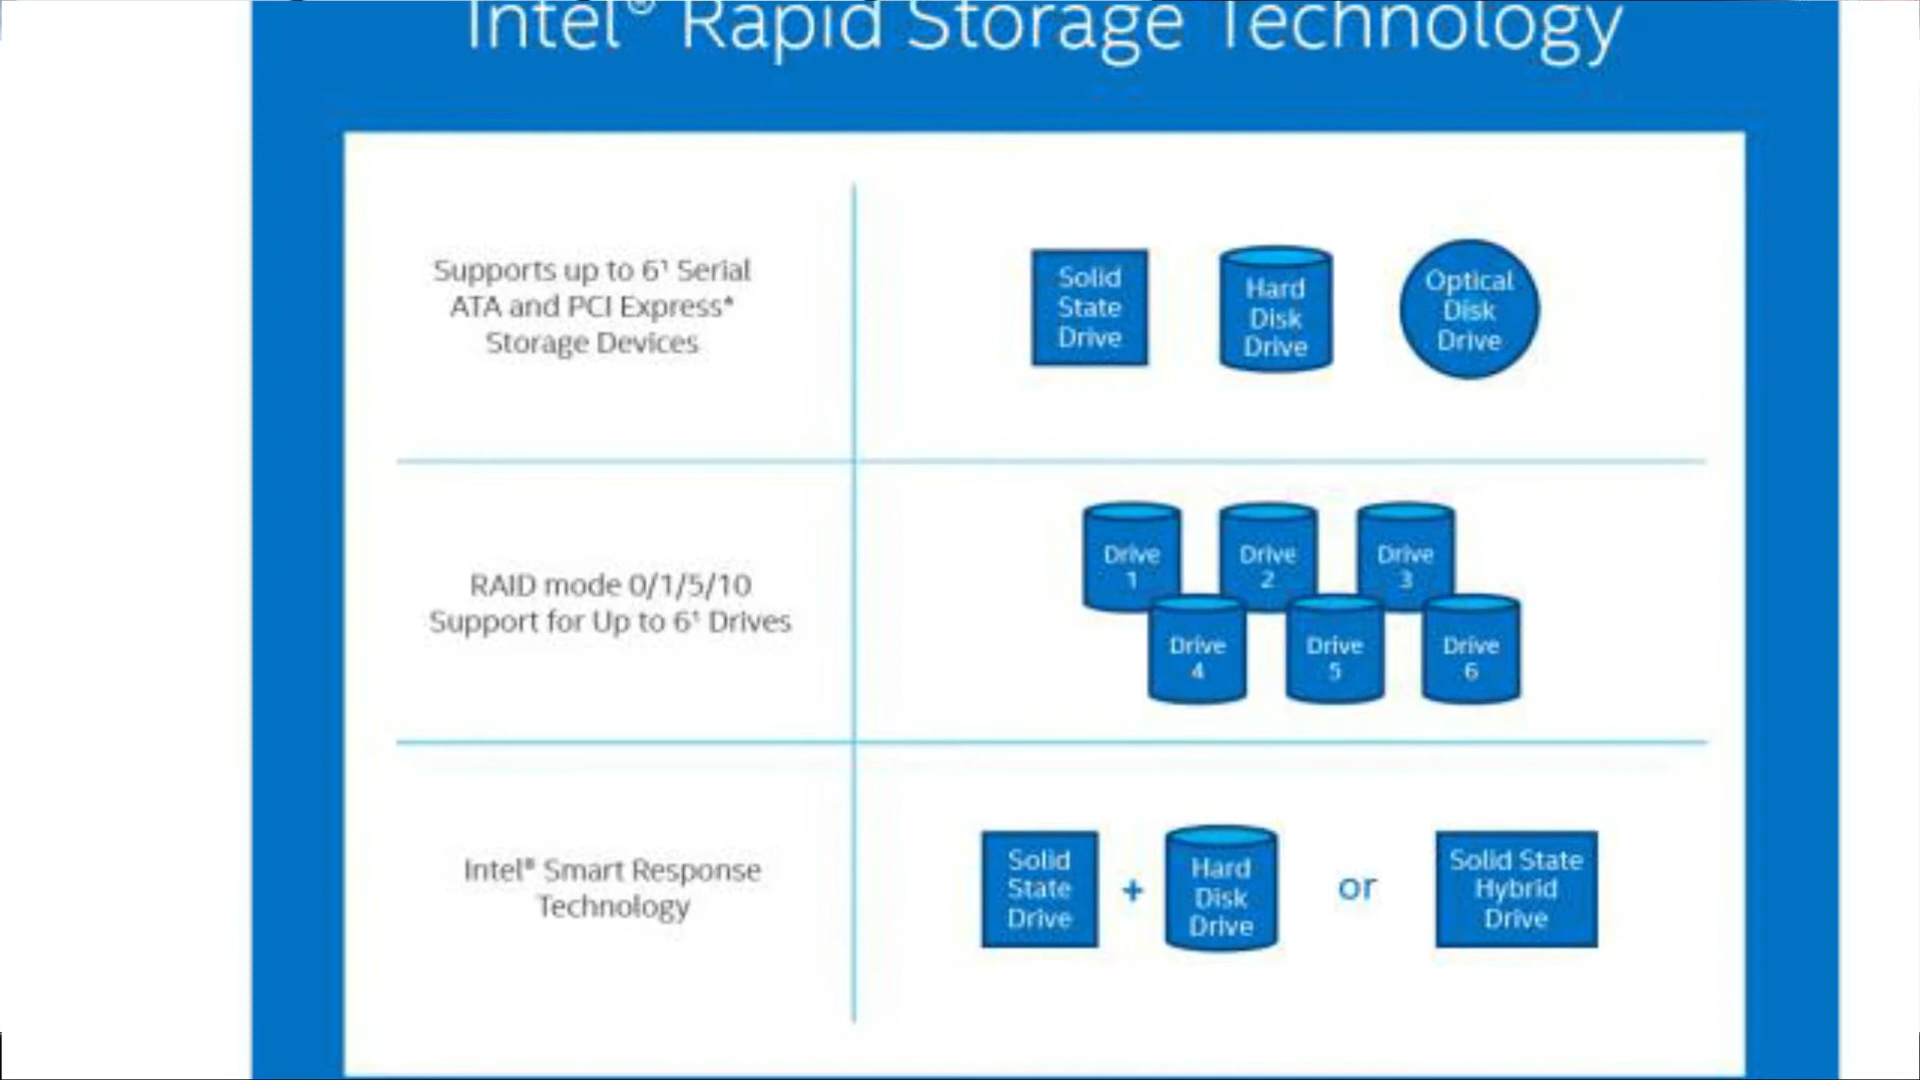 Intel® Rapid Storage Technology
Supports up to 6¹ Serial
ATA and PCI Express*
Storage Devices
Solid
State
Drive
Hard
Disk
Drive
Optical
Disk
Drive
RAID mode 0/1/5/10
Support for Up to 6¹ Drives
Drive
1
Drive
2
Drive
3
Drive
4
Drive
5
Drive
6
Intel® Smart Response
Technology
Solid
State
Drive
+
Hard
Disk
Drive
or
Solid State
Hybrid
Drive